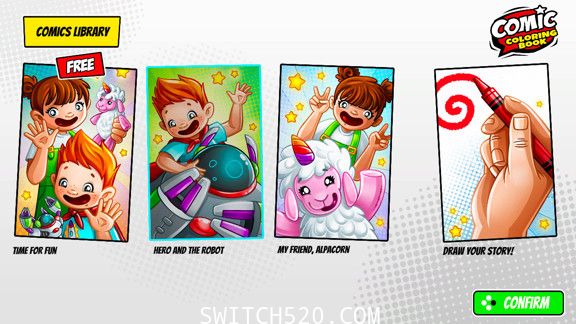 COMICS LIBRARY
COMIC
COLORING
BOOK
FREE
TIME FOR FUN
HERO AND THE ROBOT
MY FRIEND, ALPACORN
DRAW YOUR STORY!
CONFIRM
SWITCH520.COM